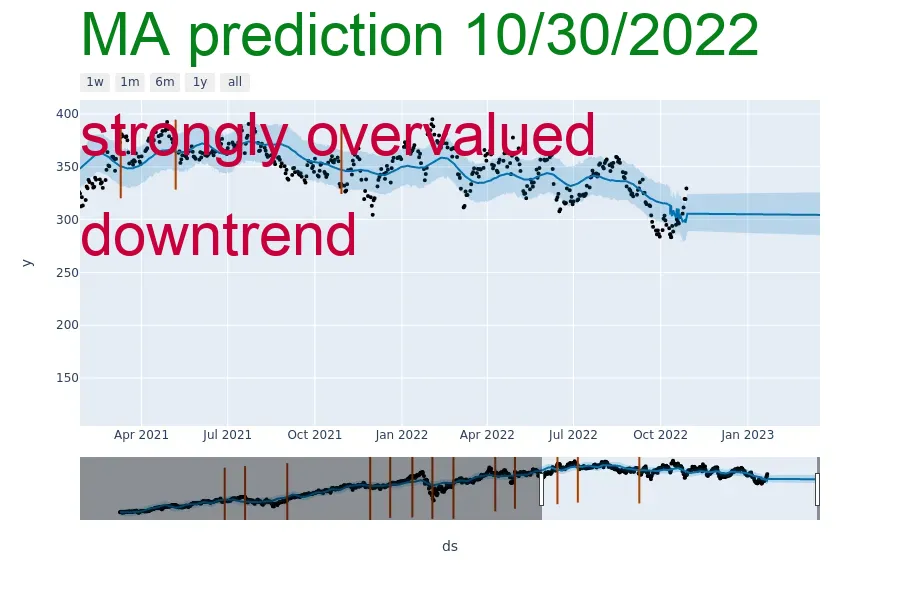 MA prediction 10/30/2022
1w 1m 6m 1y all
400
strongly overvalued
350
300
downtrend
y
250
200
150
Apr 2021 Jul 2021 Oct 2021 Jan 2022 Apr 2022 Jul 2022 Oct 2022 Jan 2023
ds